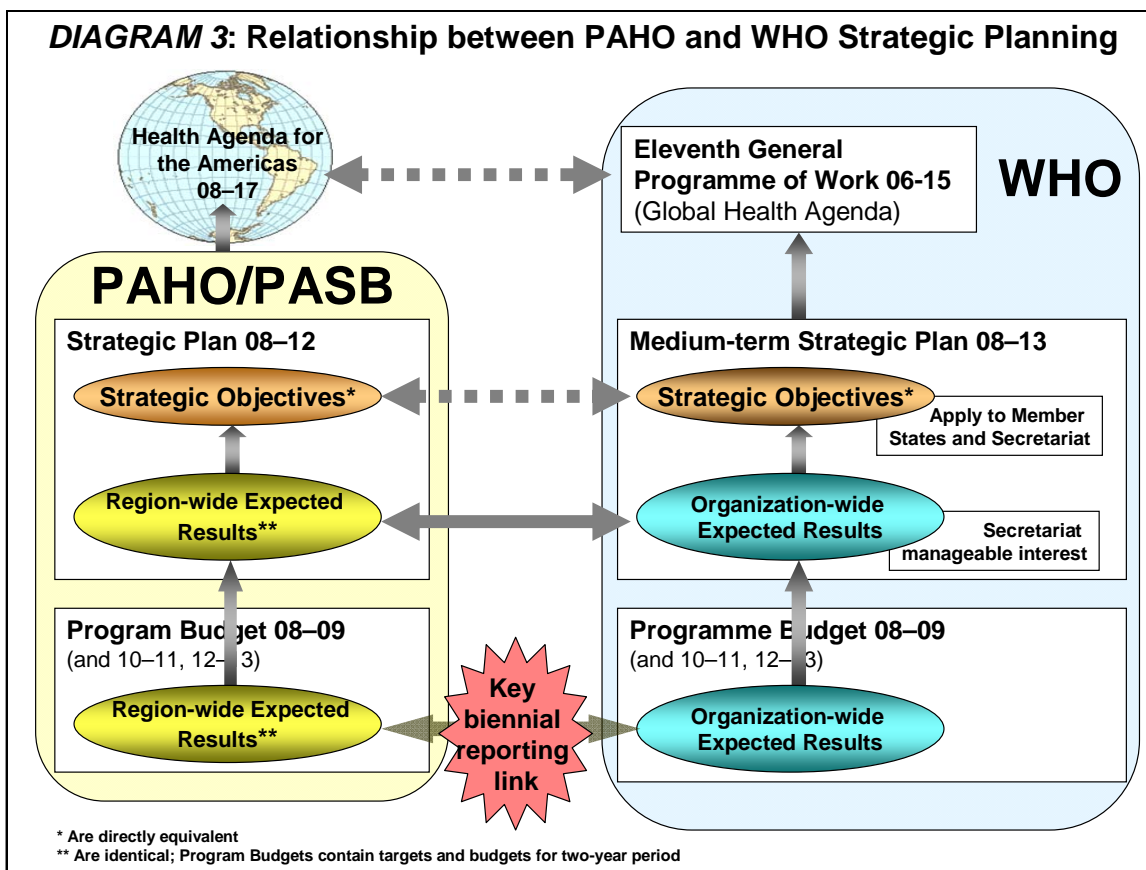 DIAGRAM 3: Relationship between PAHO and WHO Strategic Planning
Health Agenda for
the Americas
08–17
PAHO/PASB
Strategic Plan 08–12
Strategic Objectives*
Region-wide Expected
Results**
Program Budget 08–09
(and 10–11, 12–13)
Region-wide Expected
Results**
Key
biennial
reporting
link
WHO
Eleventh General
Programme of Work 06-15
(Global Health Agenda)
Medium-term Strategic Plan 08–13
Strategic Objectives*
Apply to Member
States and Secretariat
Organization-wide
Expected Results
Secretariat
manageable interest
Programme Budget 08–09
(and 10–11, 12–13)
Organization-wide
Expected Results
* Are directly equivalent
** Are identical; Program Budgets contain targets and budgets for two-year period